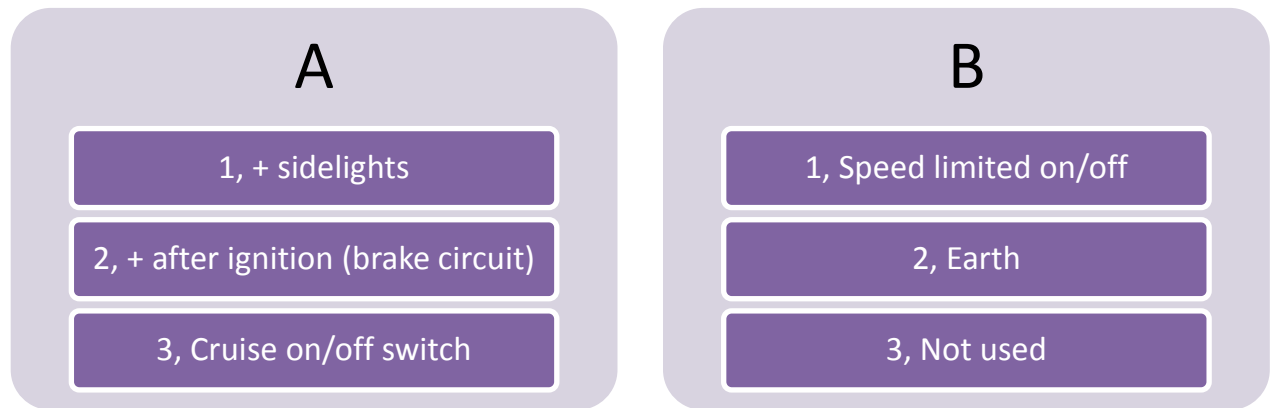 A
1, + sidelights
2, + after ignition (brake circuit)
3, Cruise on/off switch
B
1, Speed limited on/off
2, Earth
3, Not used